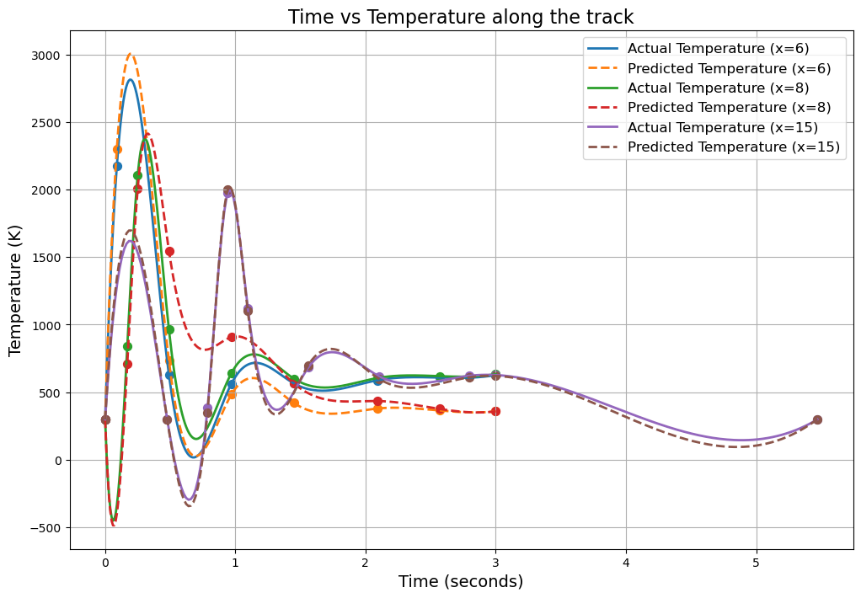 Time vs Temperature along the track
Temperature (K)
3000
2500
2000
1500
1000
500
0
−500
Actual Temperature (x=6)
Predicted Temperature (x=6)
Actual Temperature (x=8)
Predicted Temperature (x=8)
Actual Temperature (x=15)
Predicted Temperature (x=15)
0 1 2 3 4 5
Time (seconds)